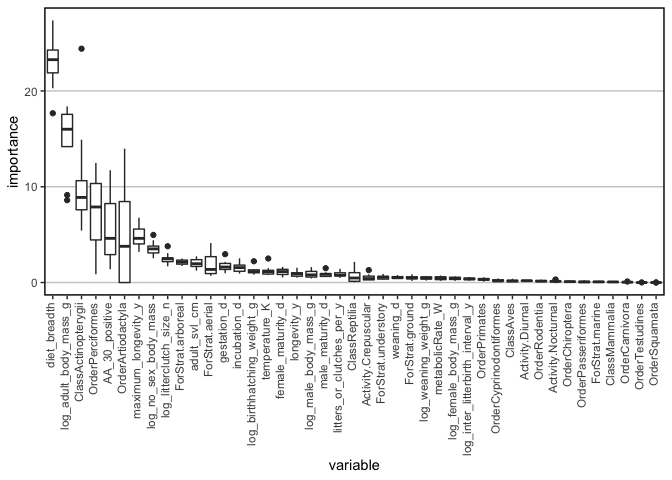 importance
20
10
0
diet_breadth
log_adult_body_mass_g
ClassActinopterygii
OrderPerciformes
AA_30_positive
OrderArtiodactyla
maximum_longevity_y
log_no_sex_body_mass
log_litterclutch_size_n
ForStrat.arboreal
adult_svl_cm
ForStrat.aerial
gestation_d
incubation_d
log_birthhatching_weight_g
temperature_K
female_maturity_d
longevity_y
log_male_body_mass_g
male_maturity_d
litters_or_clutches_per_y
ClassReptilia
Activity.Crepuscular
ForStrat.understory
weaning_d
ForStrat.ground
log_weaning_weight_g
metabolicRate_W
log_female_body_mass_g
log_inter_litterbirth_interval_y
OrderPrimates
OrderCyprinodontiformes
ClassAves
Activity.Diurnal
OrderRodentia
Activity.Nocturnal
OrderChiroptera
OrderPasseriformes
ForStrat.marine
ClassMammalia
OrderCarnivora
OrderTestudines
OrderSquamata
variable